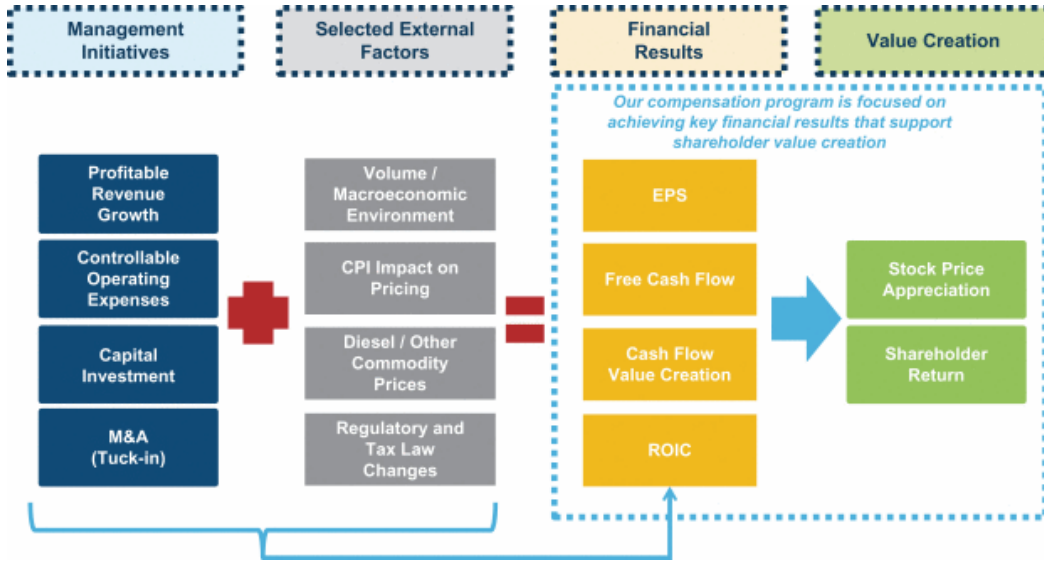 Management
Initiatives
Selected External
Factors
Financial
Results
Value Creation
Our compensation program is focused on
achieving key financial results that support
shareholder value creation
Profitable
Revenue
Growth
Controllable
Operating
Expenses
Capital
Investment
M&A
(Tuck-in)
Volume /
Macroeconomic
Environment
CPI Impact on
Pricing
Diesel / Other
Commodity
Prices
Regulatory and
Tax Law
Changes
EPS
Free Cash Flow
Cash Flow
Value Creation
ROIC
Stock Price
Appreciation
Shareholder
Return